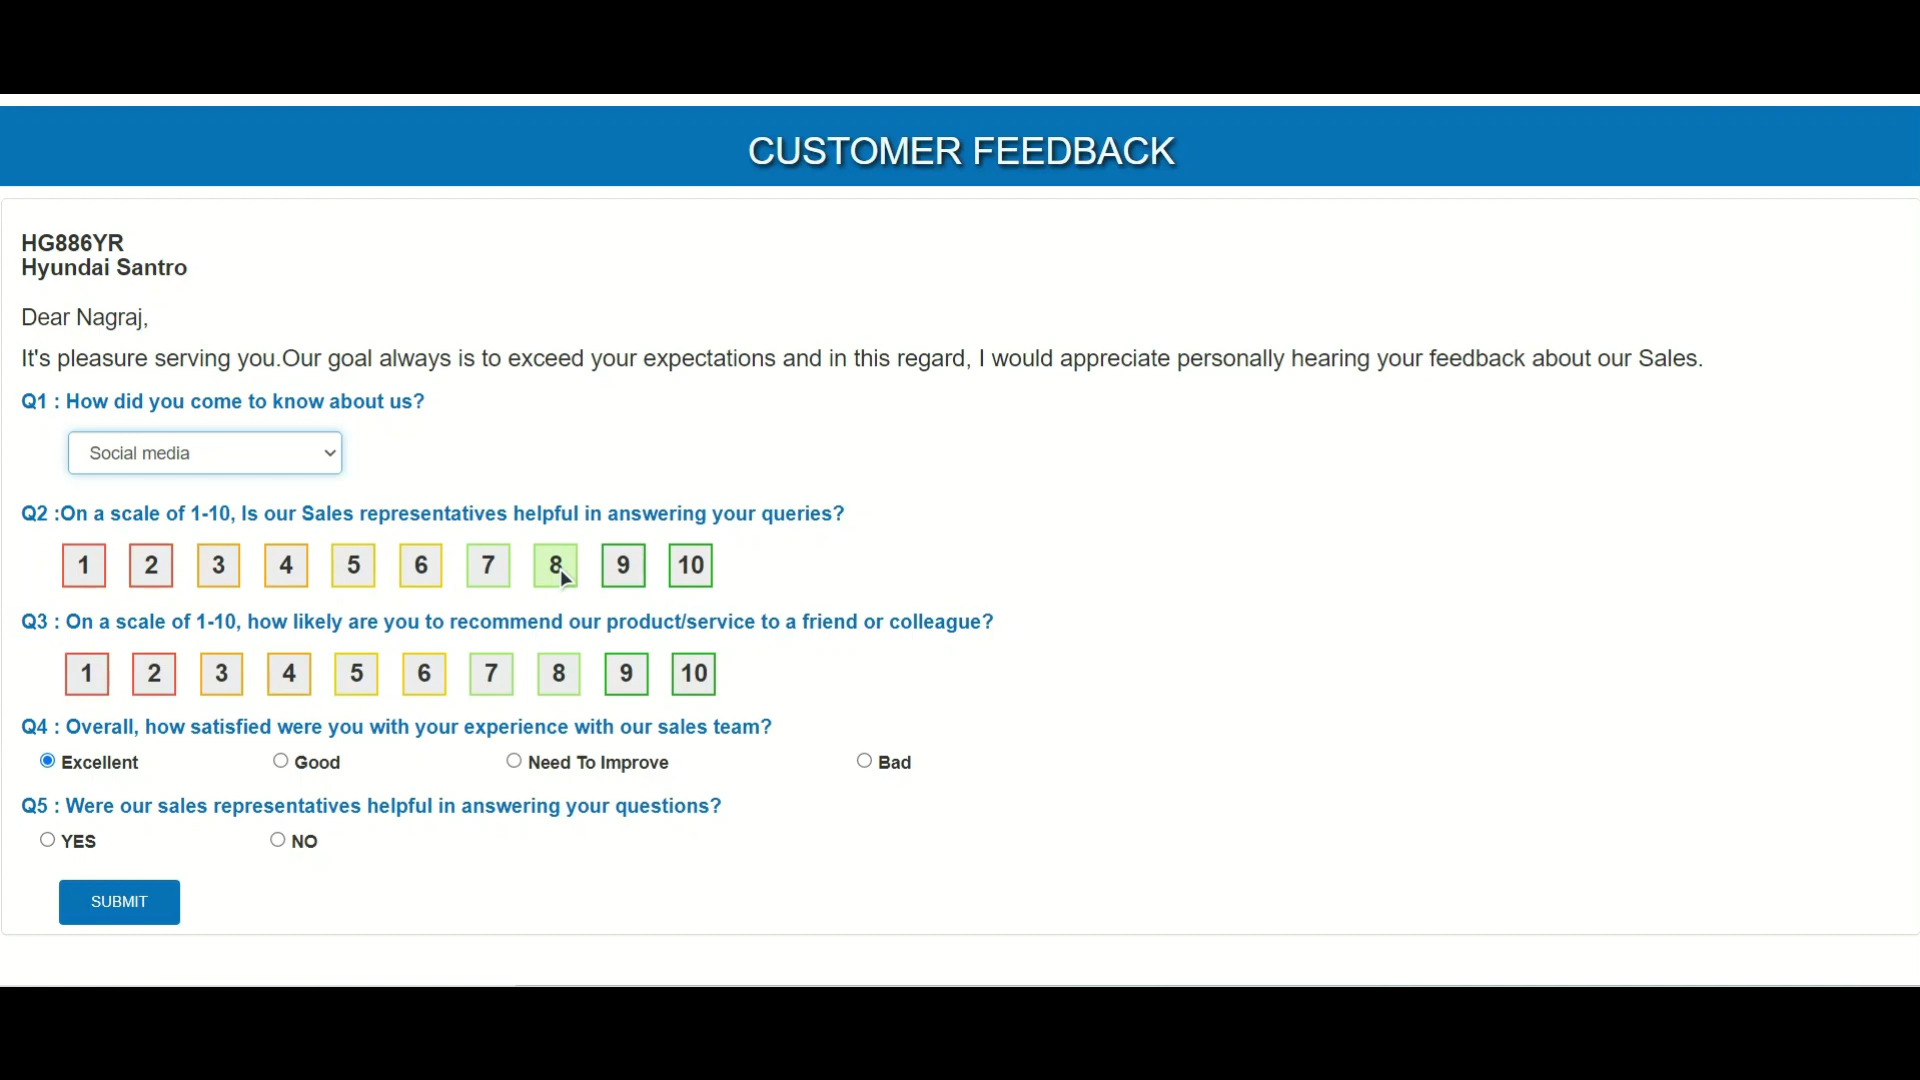 CUSTOMER FEEDBACK
HG886YR
Hyundai Santro
Dear Nagraj,
It's pleasure serving you.Our goal always is to exceed your expectations and in this regard, I would appreciate personally hearing your feedback about our Sales.
Q1 : How did you come to know about us?
Social media
Q2 :On a scale of 1-10, Is our Sales representatives helpful in answering your queries?
1 2 3 4 5 6 7 8 9 10
Q3 : On a scale of 1-10, how likely are you to recommend our product/service to a friend or colleague?
1 2 3 4 5 6 7 8 9 10
Q4 : Overall, how satisfied were you with your experience with our sales team?
Excellent Good Need To Improve Bad
Q5 : Were our sales representatives helpful in answering your questions?
YES NO
SUBMIT